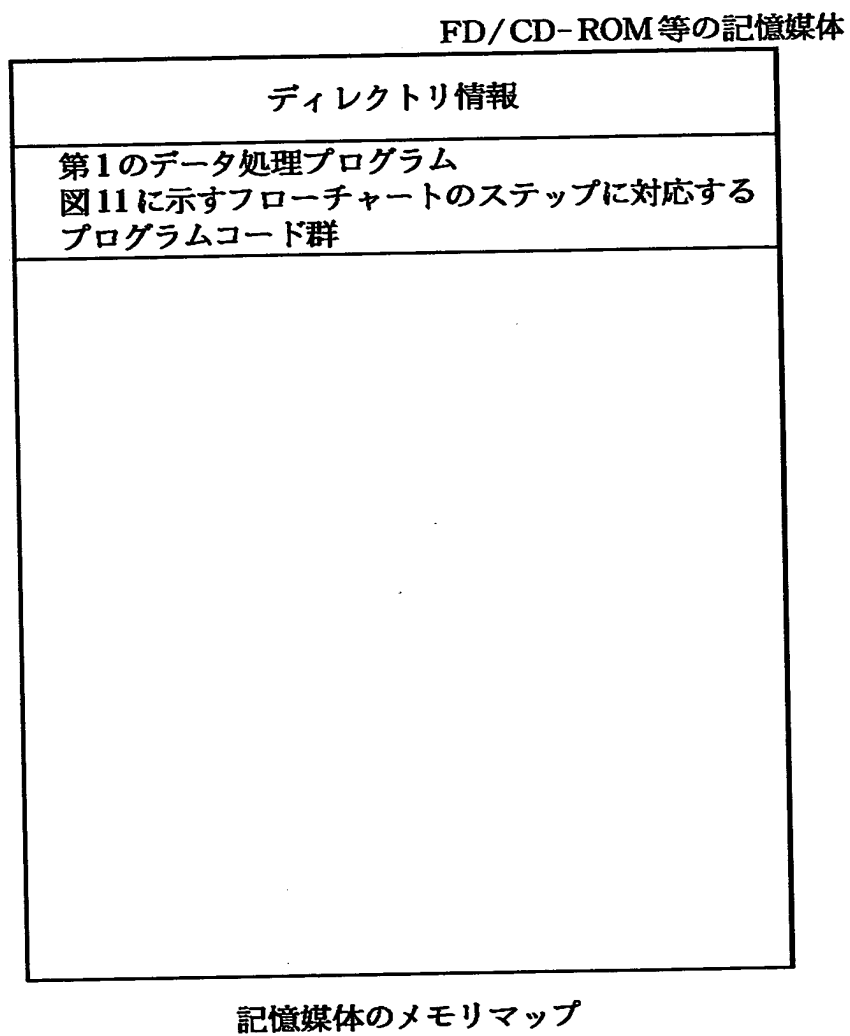 FD/CD-ROM等の記憶媒体
ディレクトリ情報
第1のデータ処理プログラム
図11に示すフローチャートのステップに対応する
プログラムコード群
記憶媒体のメモリマップ